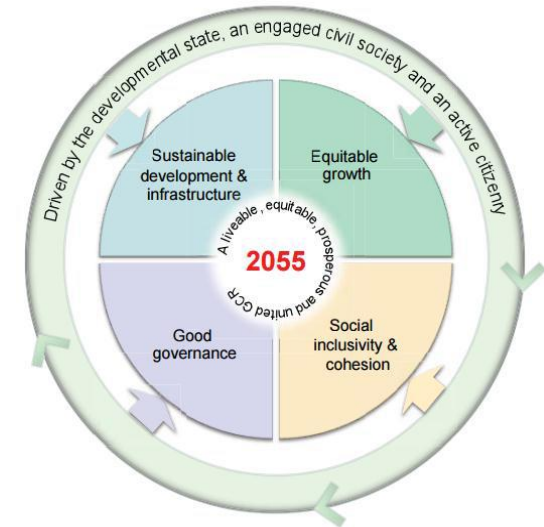 Driven by the developmental state, an engaged civil society and an active citizenry
Sustainable
development &
infrastructure
Equitable
growth
A liveable, equitable, prosperous and united GCR
2055
Good
governance
Social
inclusivity &
cohesion